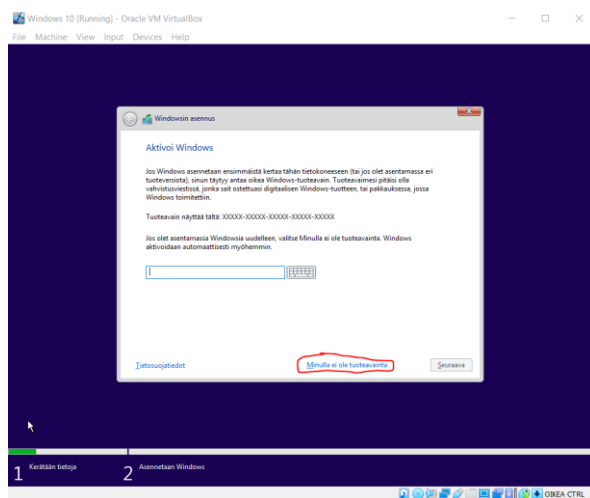 Windows 10 [Running] - Oracle VM VirtualBox
File Machine View Input Devices Help
Windowsin asennus
Aktivoi Windows
Jos Windows asennetaan ensimmäistä kertaa tähän tietokoneeseen (tai jos olet asentamassa eri
tuoteversiota), sinun täytyy antaa oikea Windows-tuoteavain. Tuoteavaimesi pitäisi olla
vahvistusviestissä, jonka sait ostettuasi digitaalisen Windows-tuotteen, tai pakkauksessa, jossa
Windows toimitettiin.
Tuoteavain näyttää tältä: XXXXX-XXXXX-XXXXX-XXXXX-XXXXX
Jos olet asentamassa Windowsia uudelleen, valitse Minulla ei ole tuoteavainta. Windows
aktivoidaan automaattisesti myöhemmin.
Tietosuojatiedot Minulla ei ole tuoteavainta Seuraava
1 Kerätään tietoja 2 Asennetaan Windows
OIKEA CTRL